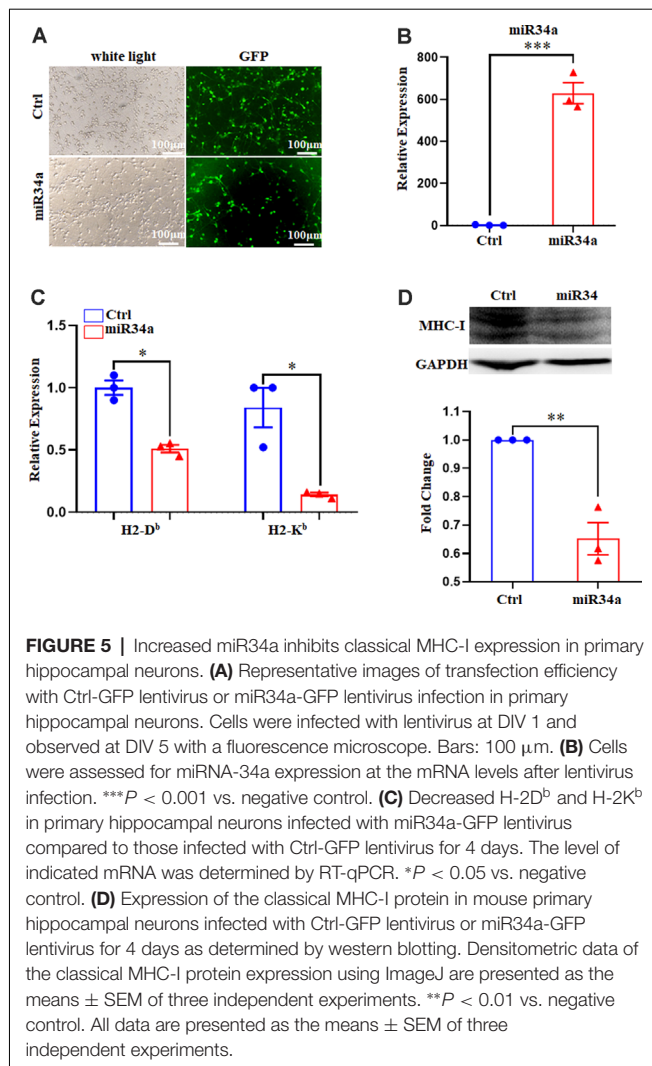 A
white light
GFP
Ctrl
100μm
100μm
miR34a
100μm
100μm
B
miR34a
***
Relative Expression
800
600
400
200
0
Ctrl
miR34a
C
Ctrl
miR34a
Relative Expression
1.5
1.0
0.5
0.0
*
*
H2-Dᵇ
H2-Kᵇ
D
Ctrl
miR34
MHC-I
GAPDH
Fold Change
1.0
0.9
0.8
0.7
0.6
0.5
**
Ctrl
miR34a
FIGURE 5 | Increased miR34a inhibits classical MHC-I expression in primary
hippocampal neurons. (A) Representative images of transfection efficiency
with Ctrl-GFP lentivirus or miR34a-GFP lentivirus infection in primary
hippocampal neurons. Cells were infected with lentivirus at DIV 1 and
observed at DIV 5 with a fluorescence microscope. Bars: 100 μm. (B) Cells
were assessed for miRNA-34a expression at the mRNA levels after lentivirus
infection. ***P < 0.001 vs. negative control. (C) Decreased H-2Dᵇ and H-2Kᵇ
in primary hippocampal neurons infected with miR34a-GFP lentivirus
compared to those infected with Ctrl-GFP lentivirus for 4 days. The level of
indicated mRNA was determined by RT-qPCR. *P < 0.05 vs. negative
control. (D) Expression of the classical MHC-I protein in mouse primary
hippocampal neurons infected with Ctrl-GFP lentivirus or miR34a-GFP
lentivirus for 4 days as determined by western blotting. Densitometric data of
the classical MHC-I protein expression using ImageJ are presented as the
means ± SEM of three independent experiments. **P < 0.01 vs. negative
control. All data are presented as the means ± SEM of three
independent experiments.